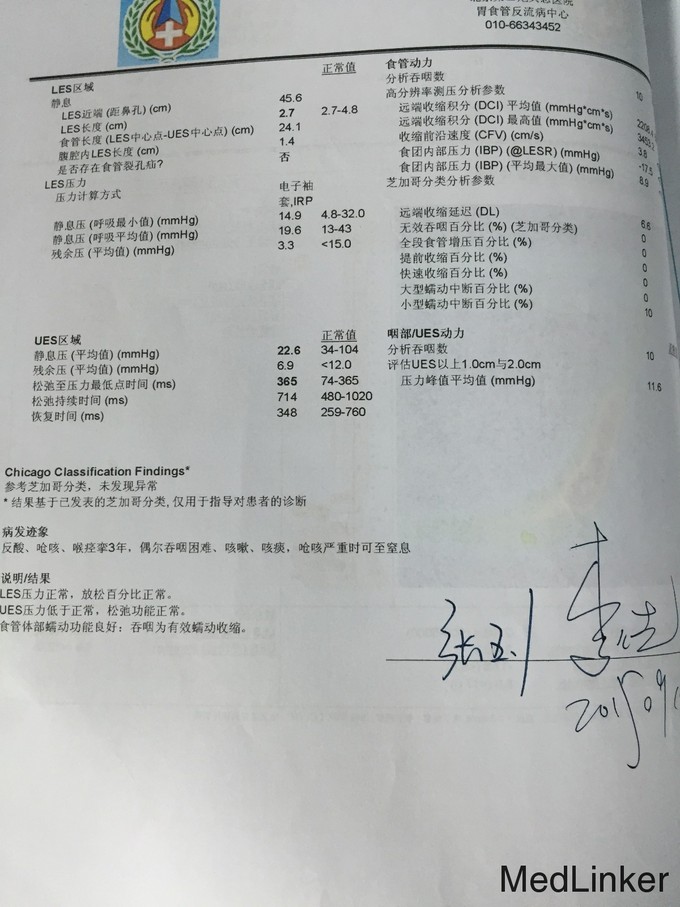 胃食管反流病中心
010-66343452
正常值
LES区域
静息
LES近端 (距鼻孔) (cm) 45.6
LES长度 (cm) 2.7 2.7-4.8
食管长度 (LES中心点-UES中心点) (cm) 24.1
腹腔内LES长度 (cm) 1.4
是否存在食管裂孔疝? 否
LES压力
压力计算方式 电子袖套,IRP
静息压 (呼吸最小值) (mmHg) 14.9 4.8-32.0
静息压 (呼吸平均值) (mmHg) 19.6 13-43
残余压 (平均值) (mmHg) 3.3 <15.0
食管动力
分析吞咽数 10
高分辨率测压分析参数
远端收缩积分 (DCI) 平均值 (mmHg*cm*s)
远端收缩积分 (DCI) 最高值 (mmHg*cm*s)
收缩前沿速度 (CFV) (cm/s) 3.8
食团内部压力 (IBP) (@LESR) (mmHg) -17.5
食团内部压力 (IBP) (平均最大值) (mmHg) 8.9
芝加哥分类分析参数
远端收缩延迟 (DL) 6.6
无效吞咽百分比 (%) (芝加哥分类) 0
全段食管增压百分比 (%) 0
提前收缩百分比 (%) 0
快速收缩百分比 (%) 0
大型蠕动中断百分比 (%) 0
小型蠕动中断百分比 (%) 10
UES区域 正常值
静息压 (平均值) (mmHg) 22.6 34-104
残余压 (平均值) (mmHg) 6.9 <12.0
松弛至压力最低点时间 (ms) 365 74-365
松弛持续时间 (ms) 714 480-1020
恢复时间 (ms) 348 259-760
咽部/UES动力
分析吞咽数 10
评估UES以上1.0cm与2.0cm
压力峰值平均值 (mmHg) 11.6
Chicago Classification Findings*
参考芝加哥分类，未发现异常
* 结果基于已发表的芝加哥分类, 仅用于指导对患者的诊断
病发迹象
反酸、呛咳、喉痉挛3年，偶尔吞咽困难、咳嗽、咳痰，呛咳严重时可至窒息
说明/结果
LES压力正常，放松百分比正常。
UES压力低于正常，松弛功能正常。
食管体部蠕动功能良好：吞咽为有效蠕动收缩。
MedLinker